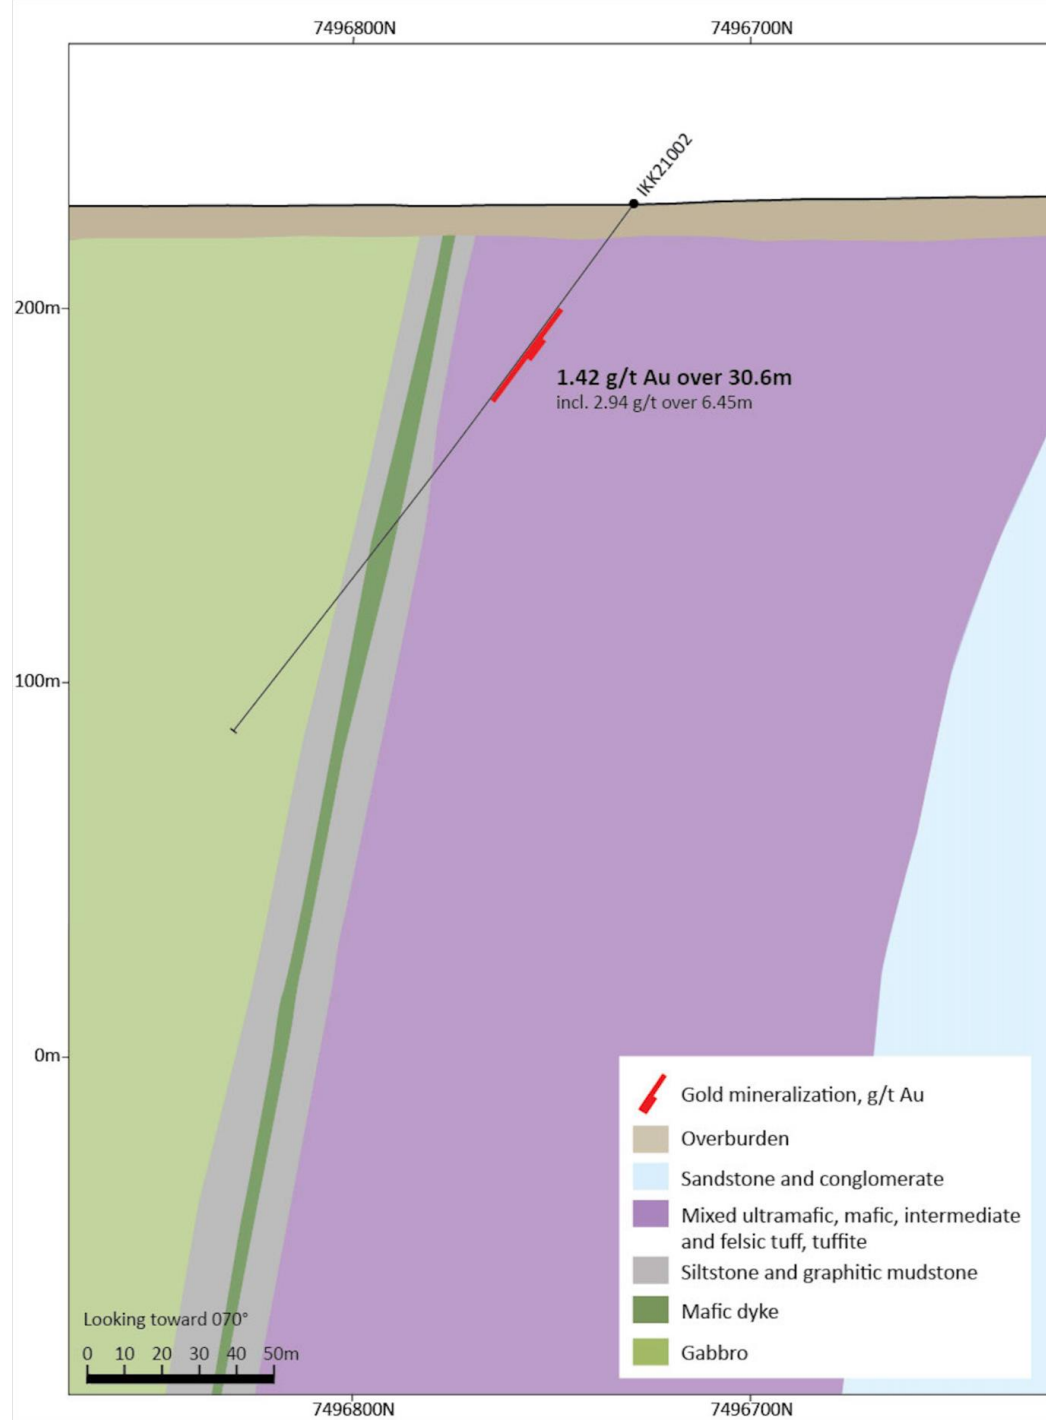 7496800N 7496700N
IKK21002
200m
1.42 g/t Au over 30.6m
incl. 2.94 g/t over 6.45m
100m
0m
Gold mineralization, g/t Au
Overburden
Sandstone and conglomerate
Mixed ultramafic, mafic, intermediate
and felsic tuff, tuffite
Siltstone and graphitic mudstone
Mafic dyke
Gabbro
Looking toward 070°
0 10 20 30 40 50m
7496800N 7496700N